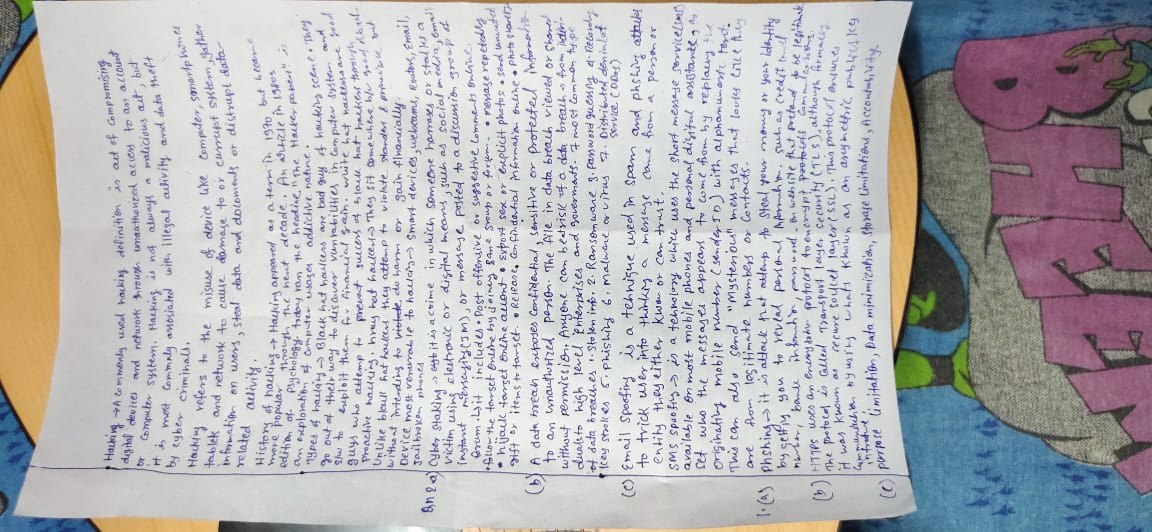 Hacking → A commonly used hacking definition is act of compromising
digital devices and network through unauthorized access to an account
or computer system. Hacking is not always a malicious act, but
it is most commonly associated with illegal activity and data theft
by cyber criminals.
Hacking refers to the misuse of device like computer, smartphones
tablets and network to cause damage to or currupt system, gather
information on users, steal data and documents or distrupt data-
related activity.
History of hacking → Hacking appeared as a term in 1970 but became
more popular through the next decade. An article in 1980s
edition of Psychology today ran the headline "The Hacker papers" is
an exploration of computer usages addictive nature.
Types of hacking → Black hat hackers are bad guy of hacking scene. They
go out of their way to discover vunrabilities in computer system and
s/w to exploit them for financial gain. White hat hackers are good
guys who attemp to prevent success of black hat hackers through
proactive hacking. Gray hat hackers → They sit somewhere b/w good & bad.
Unlike black hat hackers they attemp to violate standers & principle but
without intending to do harm or gain financially.
Device most venurable to hacking → Smart devices, webcams, Routers, Email,
Jailbroken phones
Qn 2 a) Cyber staking → it is a crime in which someone harrases or stalks a
victim using electronic or digital means, such as social media, email
instant messaging (IM), or message posted to a discussion group or
forum. it includes • Post offensive or suggestive comments online
• follow the target online by joining same group or forum. • message repetedly
• hijack target online account • Export sex or explicit photos • send unwanted
gift or items to target. • Release confindential information online •
(b) A data breach exposes confidential, sensitive or protected information
to an unauthorized person. The file in data breach viewed or shared
without permission. Anyone can be risk of a data breach → from indivi-
duals to high level enterprises and goverments. 7 most common type
of data breaches 1. Stolen info. 2. Ransomware 3. password guessing 4. Recording
key strokes 5. phishing 6. malware or virus 7. Distributed denial of
service (DDos)
(c) Email spoofing is a tehnique used in spam and phshing attacks
to trick user into thinking a message came from a person or
entity they either know or can trust.
SMS spoofing → is a tehnology which uses the short message service (SMS)
available on most mobile phones and personal digital assistants, to
set who the messages appears to come from by replacing the
originating mobile number (sender ID) with alphanumeric text.
This can also send "Mysterious" messages that looks like they
are from legitimate numbers or contacts.
1. (a) Phshing → it is attack that attemp to steal your money or your identity
by getting you to reveal personal information. such as credit card
number, bank information, password. on website that pretend to be legitimate
(b) HTTPS uses an encryption protocol to encrypt communications.
The protocol is called Transport layer security (TLS), although formally
it was known as secure socket layer (SSL). This protocol ensures
communication by using whats known as an asymetric public key
infrature.
(c) purpose limitation, Data minimization, storage limitations, Accontability.